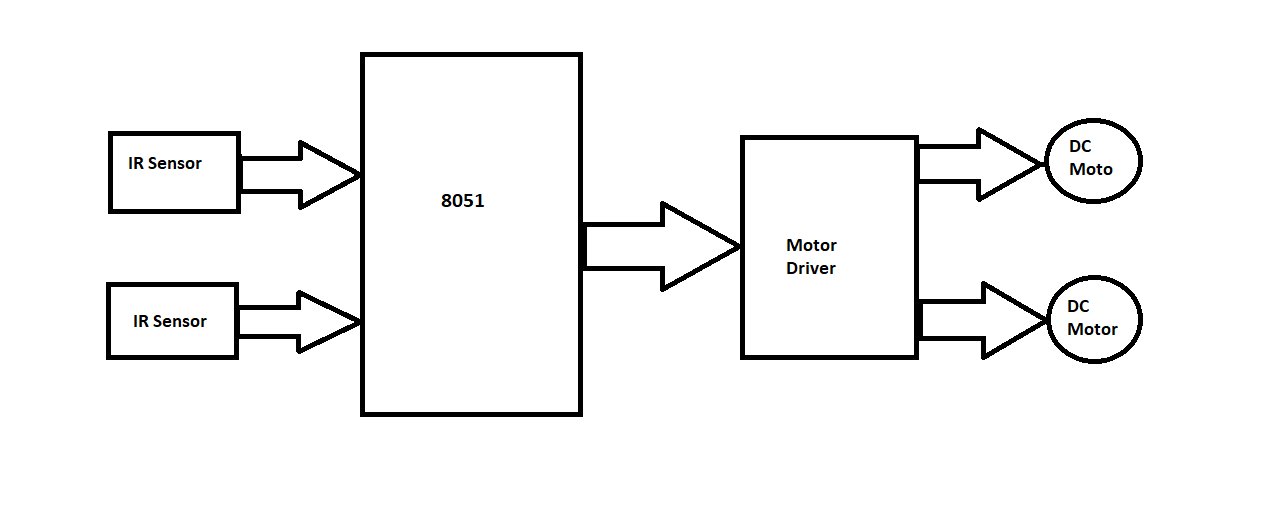 IR Sensor
8051
DC
Moto
Motor
Driver
IR Sensor
DC
Motor